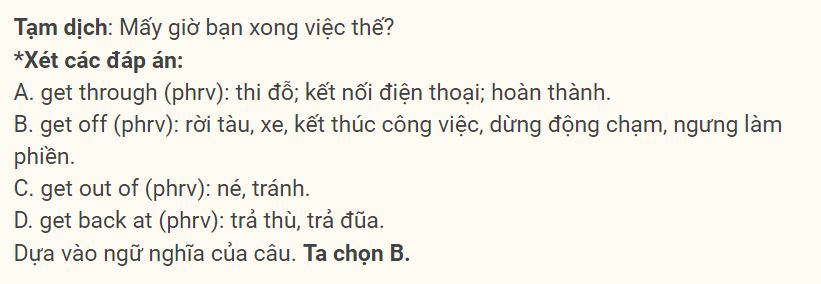 Tạm dịch: Mấy giờ bạn xong việc thế?
*Xét các đáp án:
A. get through (phrv): thi đỗ; kết nối điện thoại; hoàn thành.
B. get off (phrv): rời tàu, xe, kết thúc công việc, dừng động chạm, ngưng làm
phiền.
C. get out of (phrv): né, tránh.
D. get back at (phrv): trả thù, trả đũa.
Dựa vào ngữ nghĩa của câu. Ta chọn B.